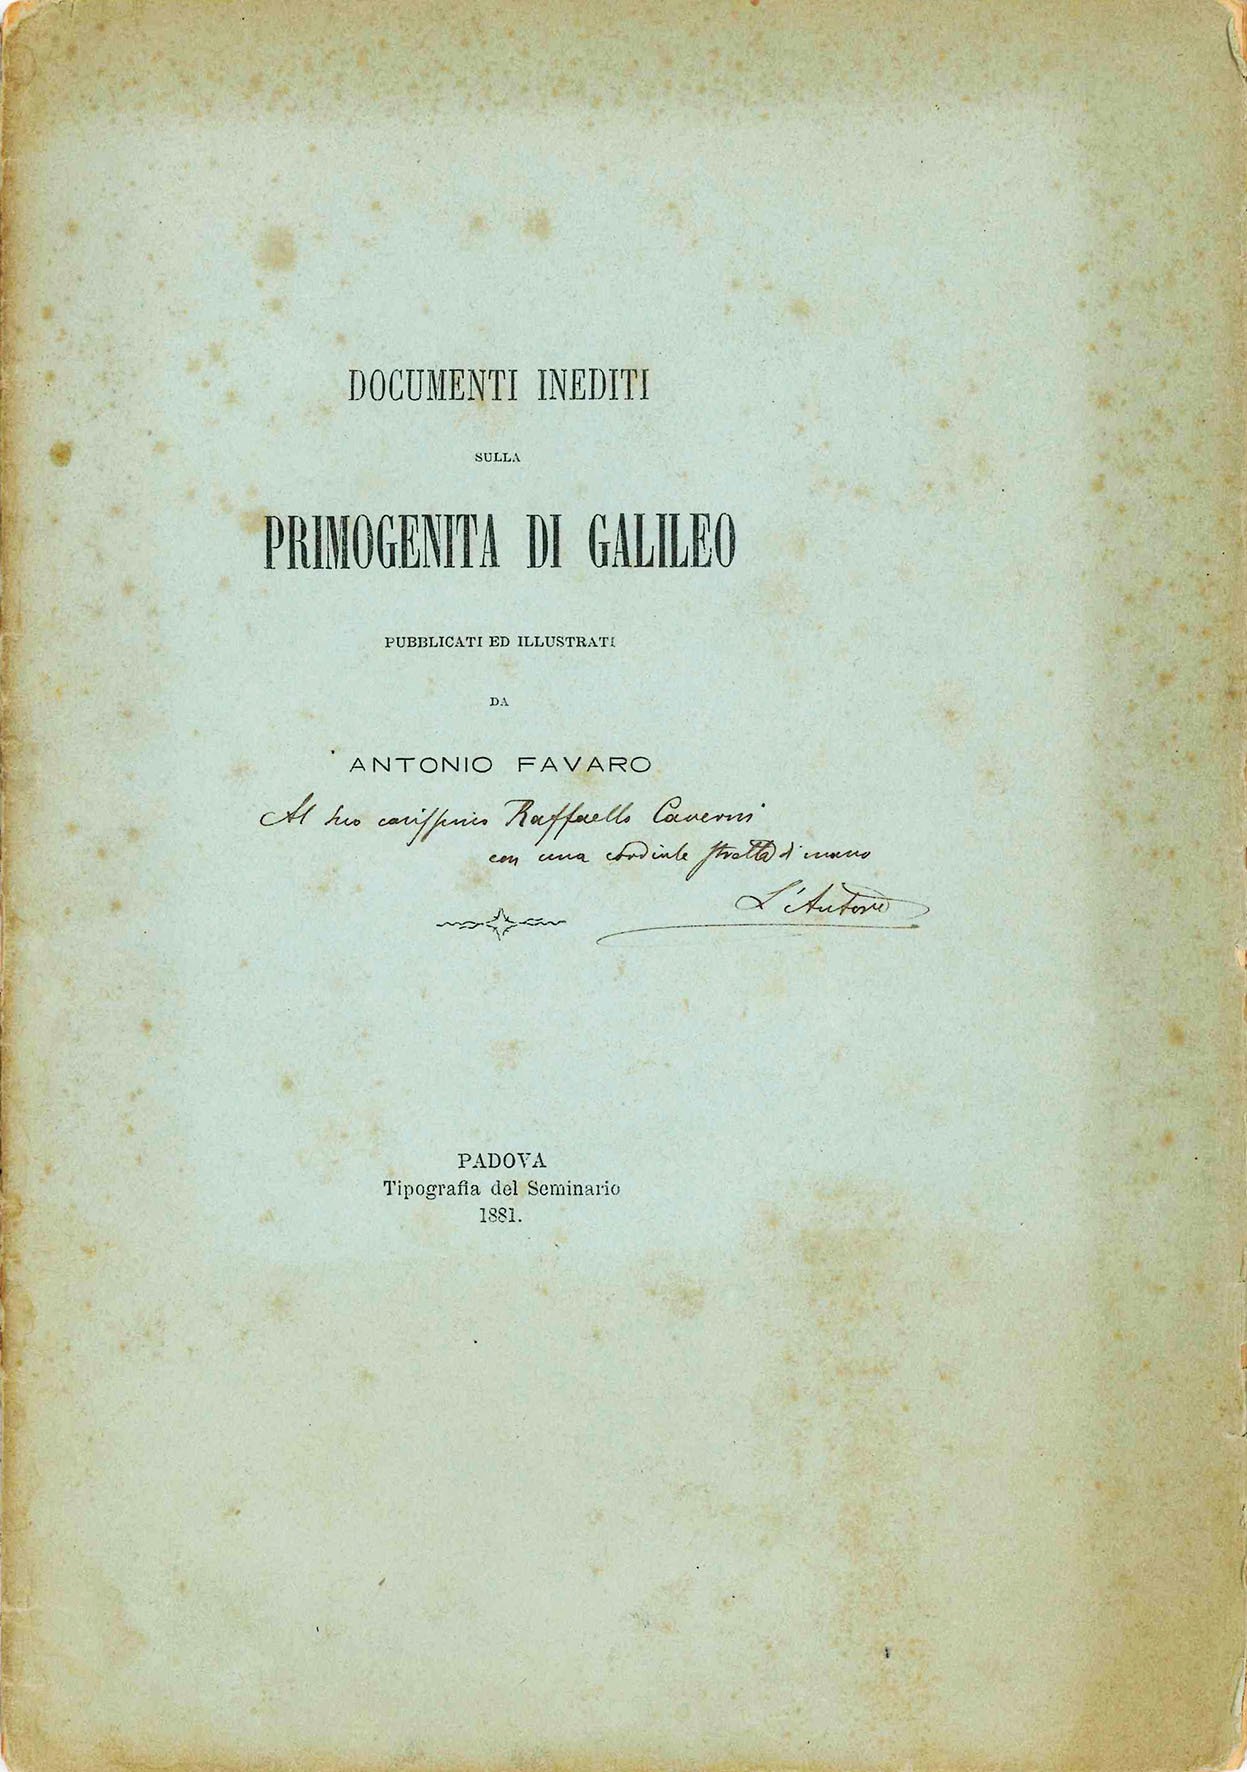 DOCUMENTI INEDITI
SULLA
PRIMOGENITA DI GALILEO
PUBBLICATI ED ILLUSTRATI
DA
ANTONIO FAVARO
Al suo carissimo Raffaello Caverni
con una cordiale stretta di mano
L'Autore
PADOVA
Tipografia del Seminario
1881.